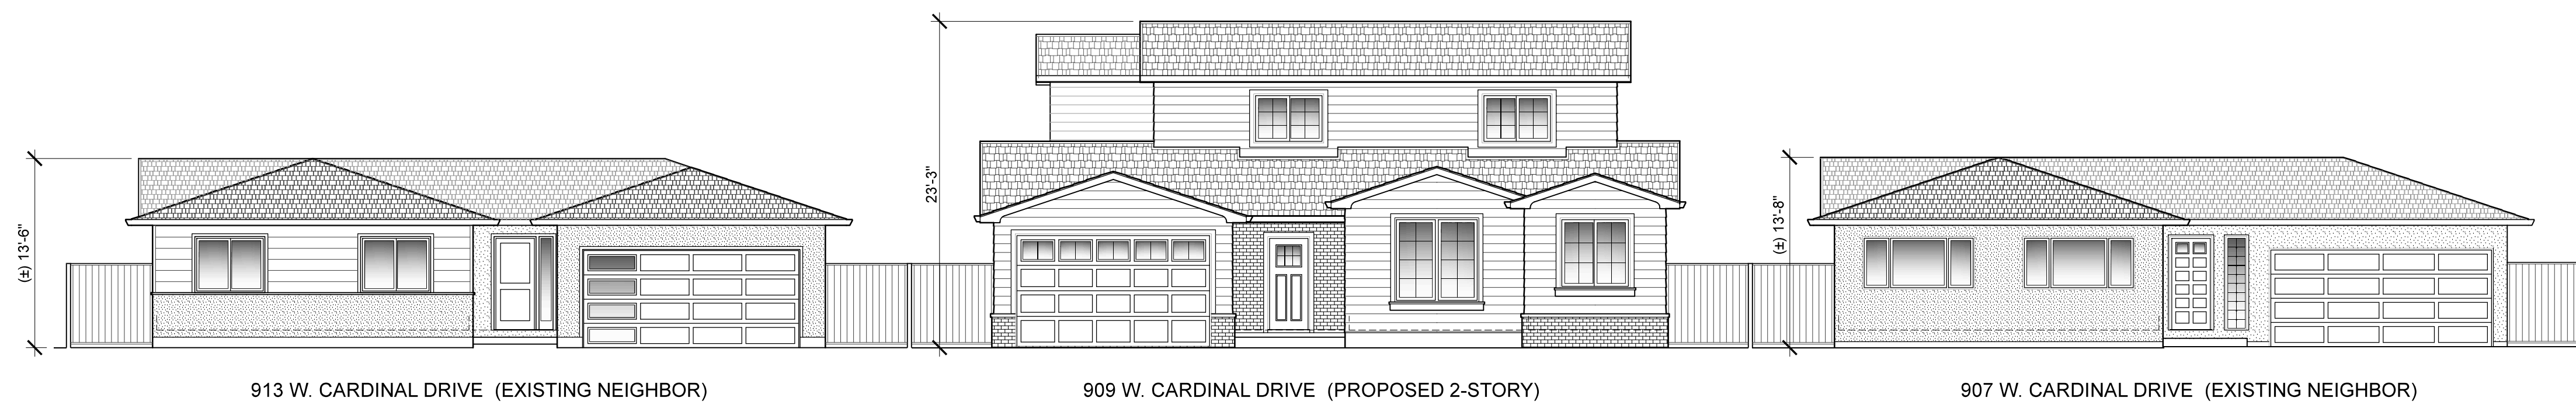 (±) 13'-6"
23'-3"
(±) 13'-8"
913 W. CARDINAL DRIVE (EXISTING NEIGHBOR)
909 W. CARDINAL DRIVE (PROPOSED 2-STORY)
907 W. CARDINAL DRIVE (EXISTING NEIGHBOR)